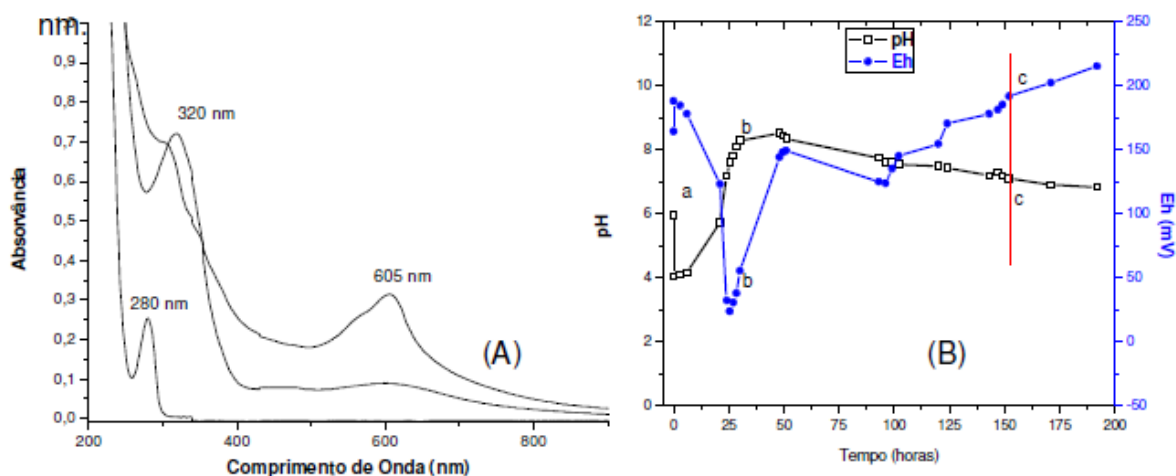 nm.
0,9
0,8
0,7
0,6
0,5
0,4
0,3
0,2
0,1
0,0
Absorvância
320 nm
280 nm
605 nm
(A)
200
400
600
800
Comprimento de Onda (nm)
12
10
8
6
4
2
0
pH
pH
Eh
a
b
b
c
c
(B)
250
200
150
100
50
0
-50
Eh (mV)
0
25
50
75
100
125
150
175
200
Tempo (horas)